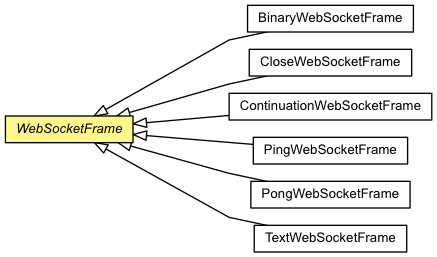 BinaryWebSocketFrame
CloseWebSocketFrame
ContinuationWebSocketFrame
WebSocketFrame
PingWebSocketFrame
PongWebSocketFrame
TextWebSocketFrame